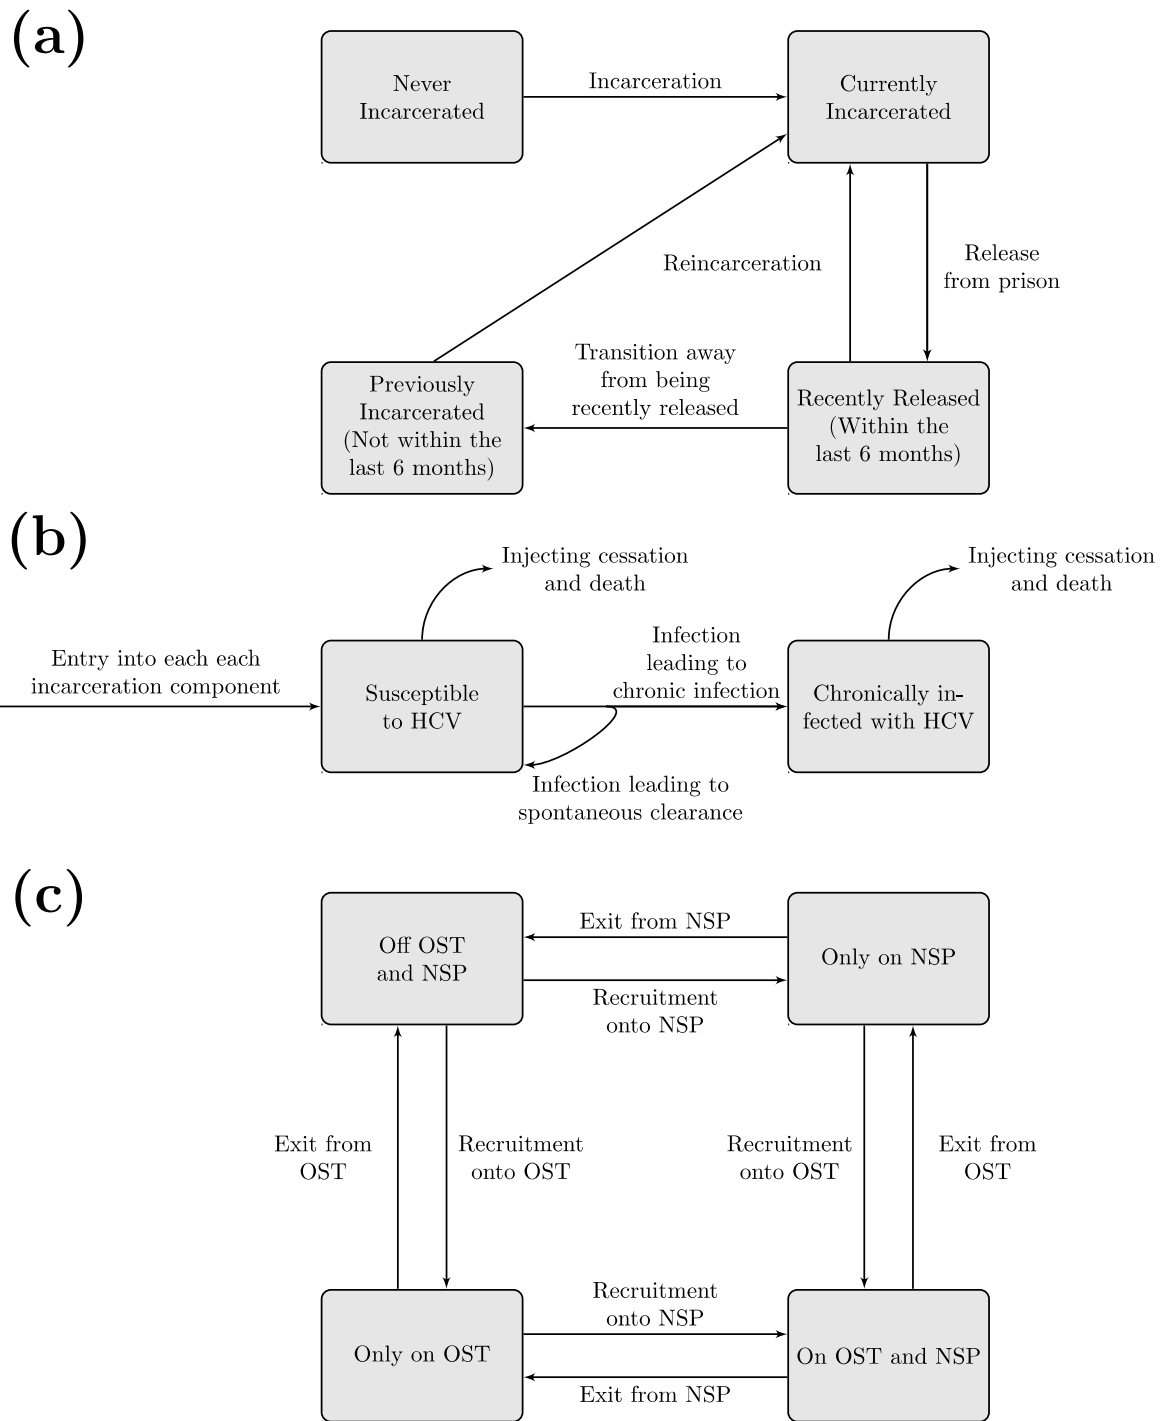 (a)
Never
Incarcerated
Incarceration
Currently
Incarcerated
Reincarceration
Release
from prison
Transition away
from being
recently released
Previously
Incarcerated
(Not within the
last 6 months)
Recently Released
(Within the
last 6 months)
(b)
Injecting cessation
and death
Injecting cessation
and death
Entry into each each
incarceration component
Susceptible
to HCV
Infection
leading to
chronic infection
Chronically in-
fected with HCV
Infection leading to
spontaneous clearance
(c)
Off OST
and NSP
Exit from NSP
Recruitment
onto NSP
Only on NSP
Exit from
OST
Recruitment
onto OST
Recruitment
onto OST
Exit from
OST
Only on OST
Recruitment
onto NSP
Exit from NSP
On OST and NSP